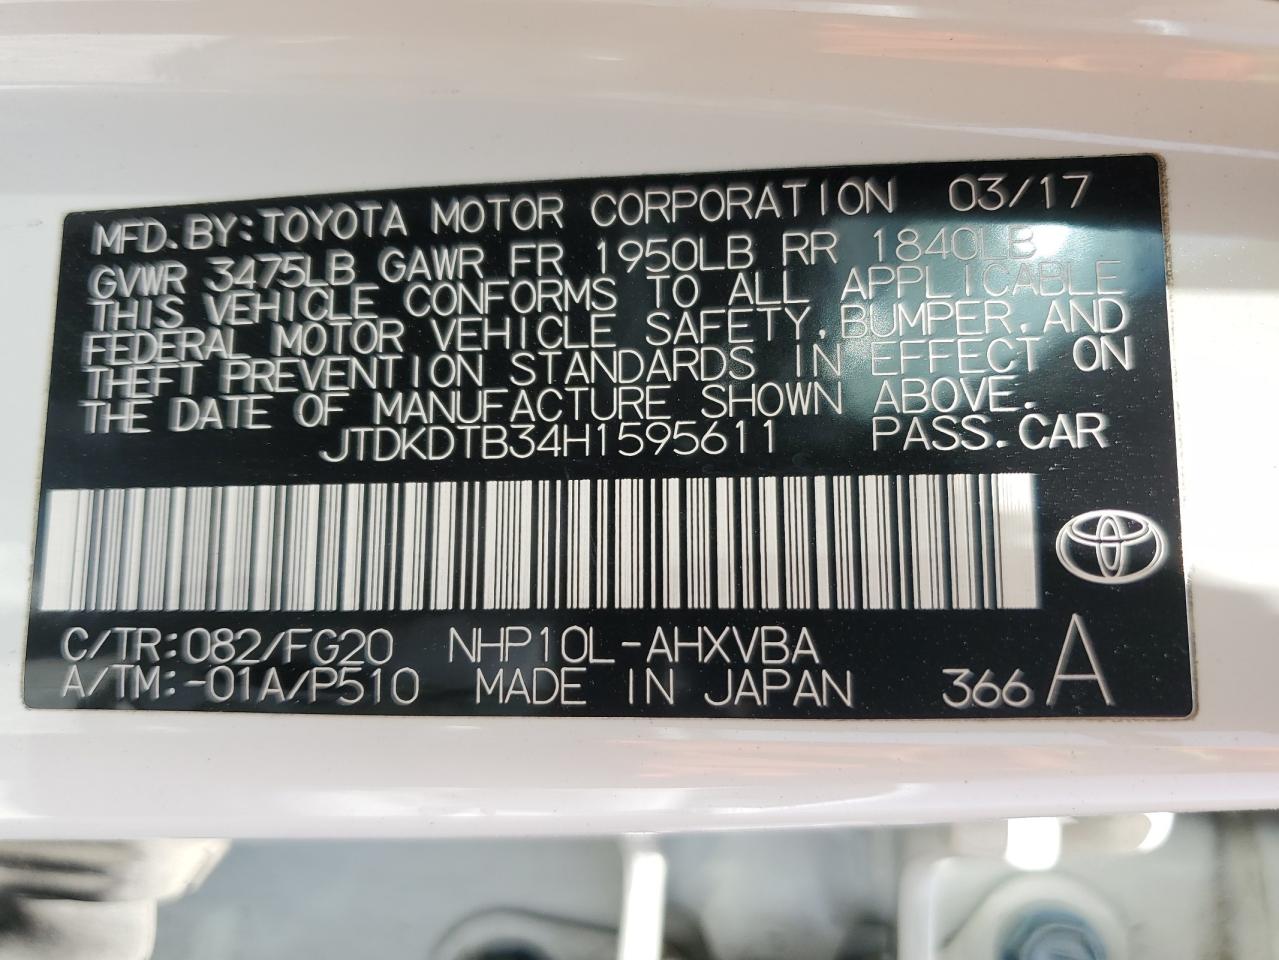 MFD.BY:TOYOTA MOTOR CORPORATION 03/17
GVWR 3475LB GAWR FR 1950LB RR 1840LB
THIS VEHICLE CONFORMS TO ALL APPLICABLE
FEDERAL MOTOR VEHICLE SAFETY,BUMPER,AND
THEFT PREVENTION STANDARDS IN EFFECT ON
THE DATE OF MANUFACTURE SHOWN ABOVE.
JTDKDTB34H1595611 PASS.CAR
C/TR:082/FG20 NHP10L-AHXVBA
A/TM:-01A/P510 MADE IN JAPAN 366 A